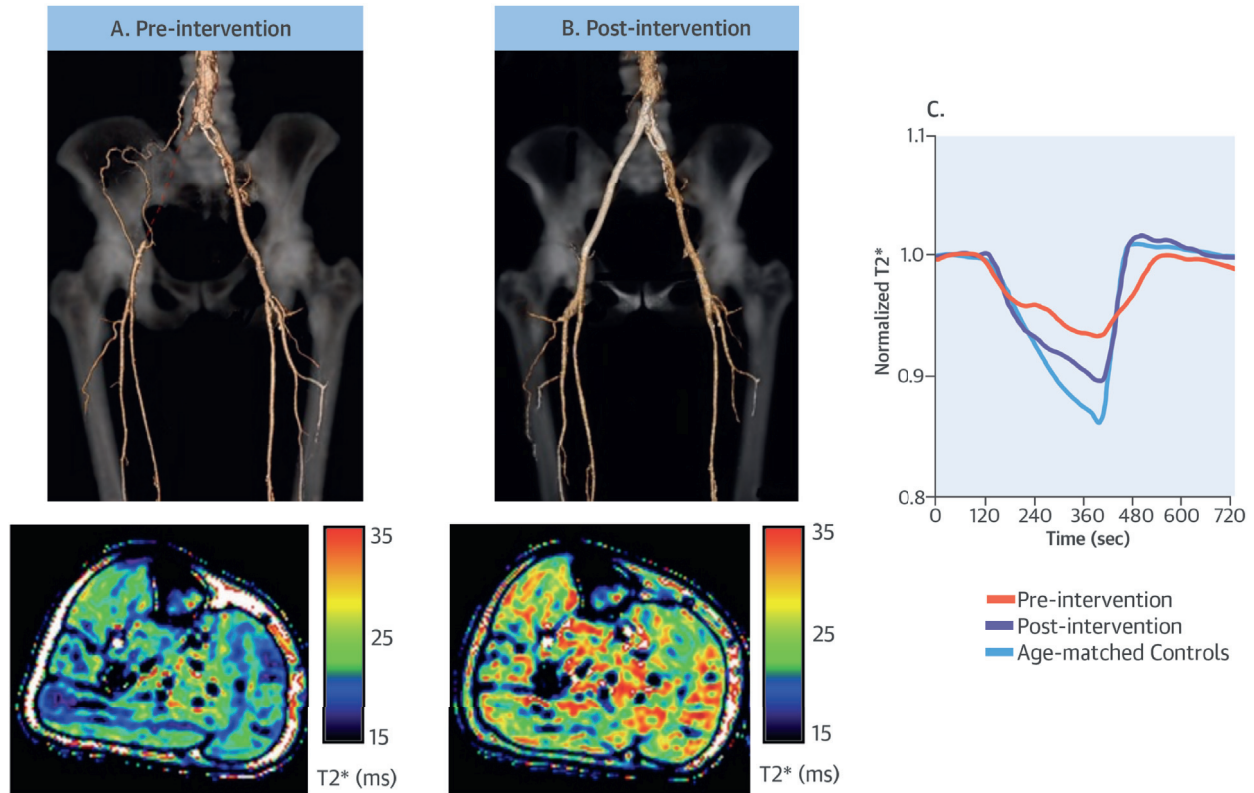 A. Pre-intervention
B. Post-intervention
C.
1.1
1.0
0.9
0.8
Normalized T2*
0 120 240 360 480 600 720
Time (sec)
Pre-intervention
Post-intervention
Age-matched Controls
35
25
15
T2* (ms)
35
25
15
T2* (ms)